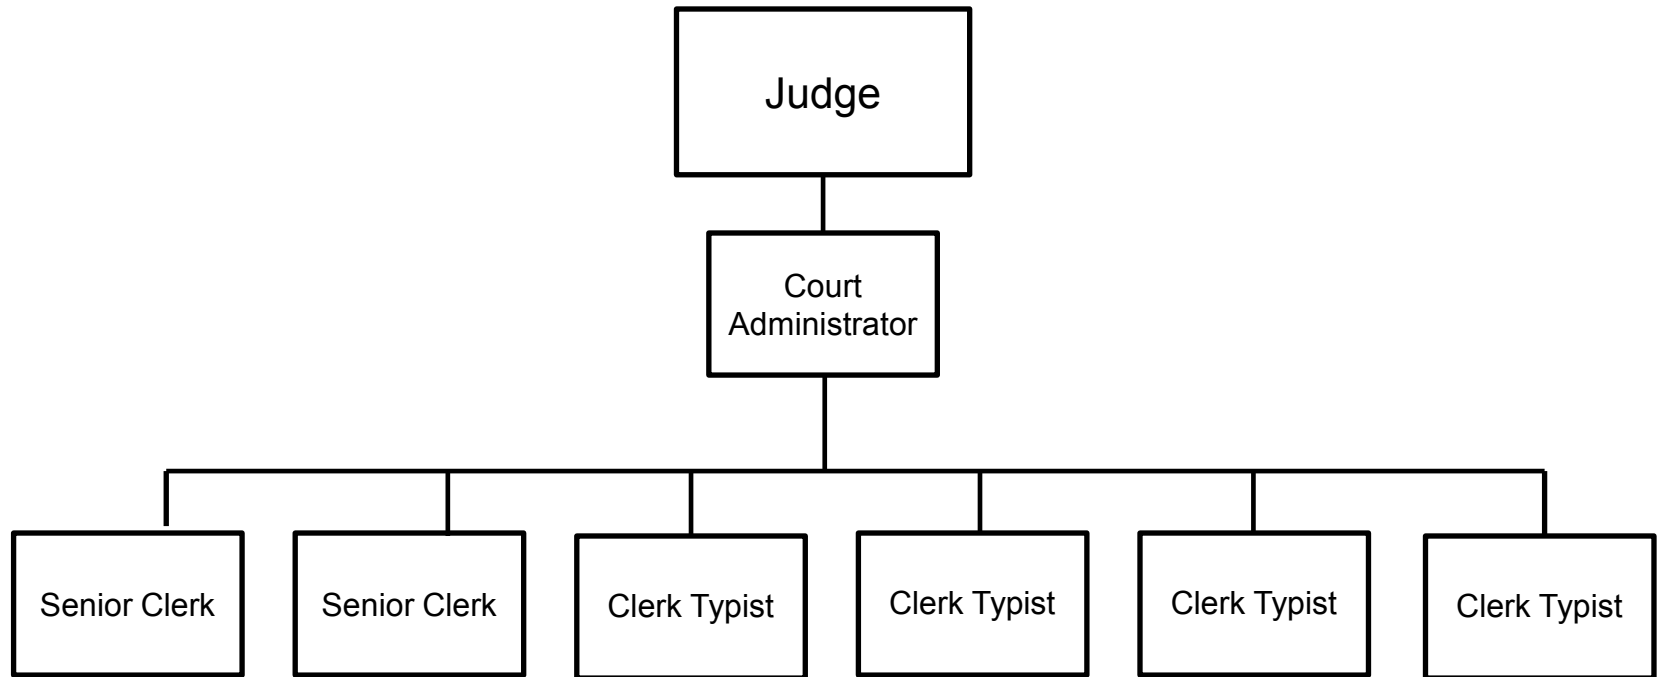 Judge
Court
Administrator
Senior Clerk
Senior Clerk
Clerk Typist
Clerk Typist
Clerk Typist
Clerk Typist